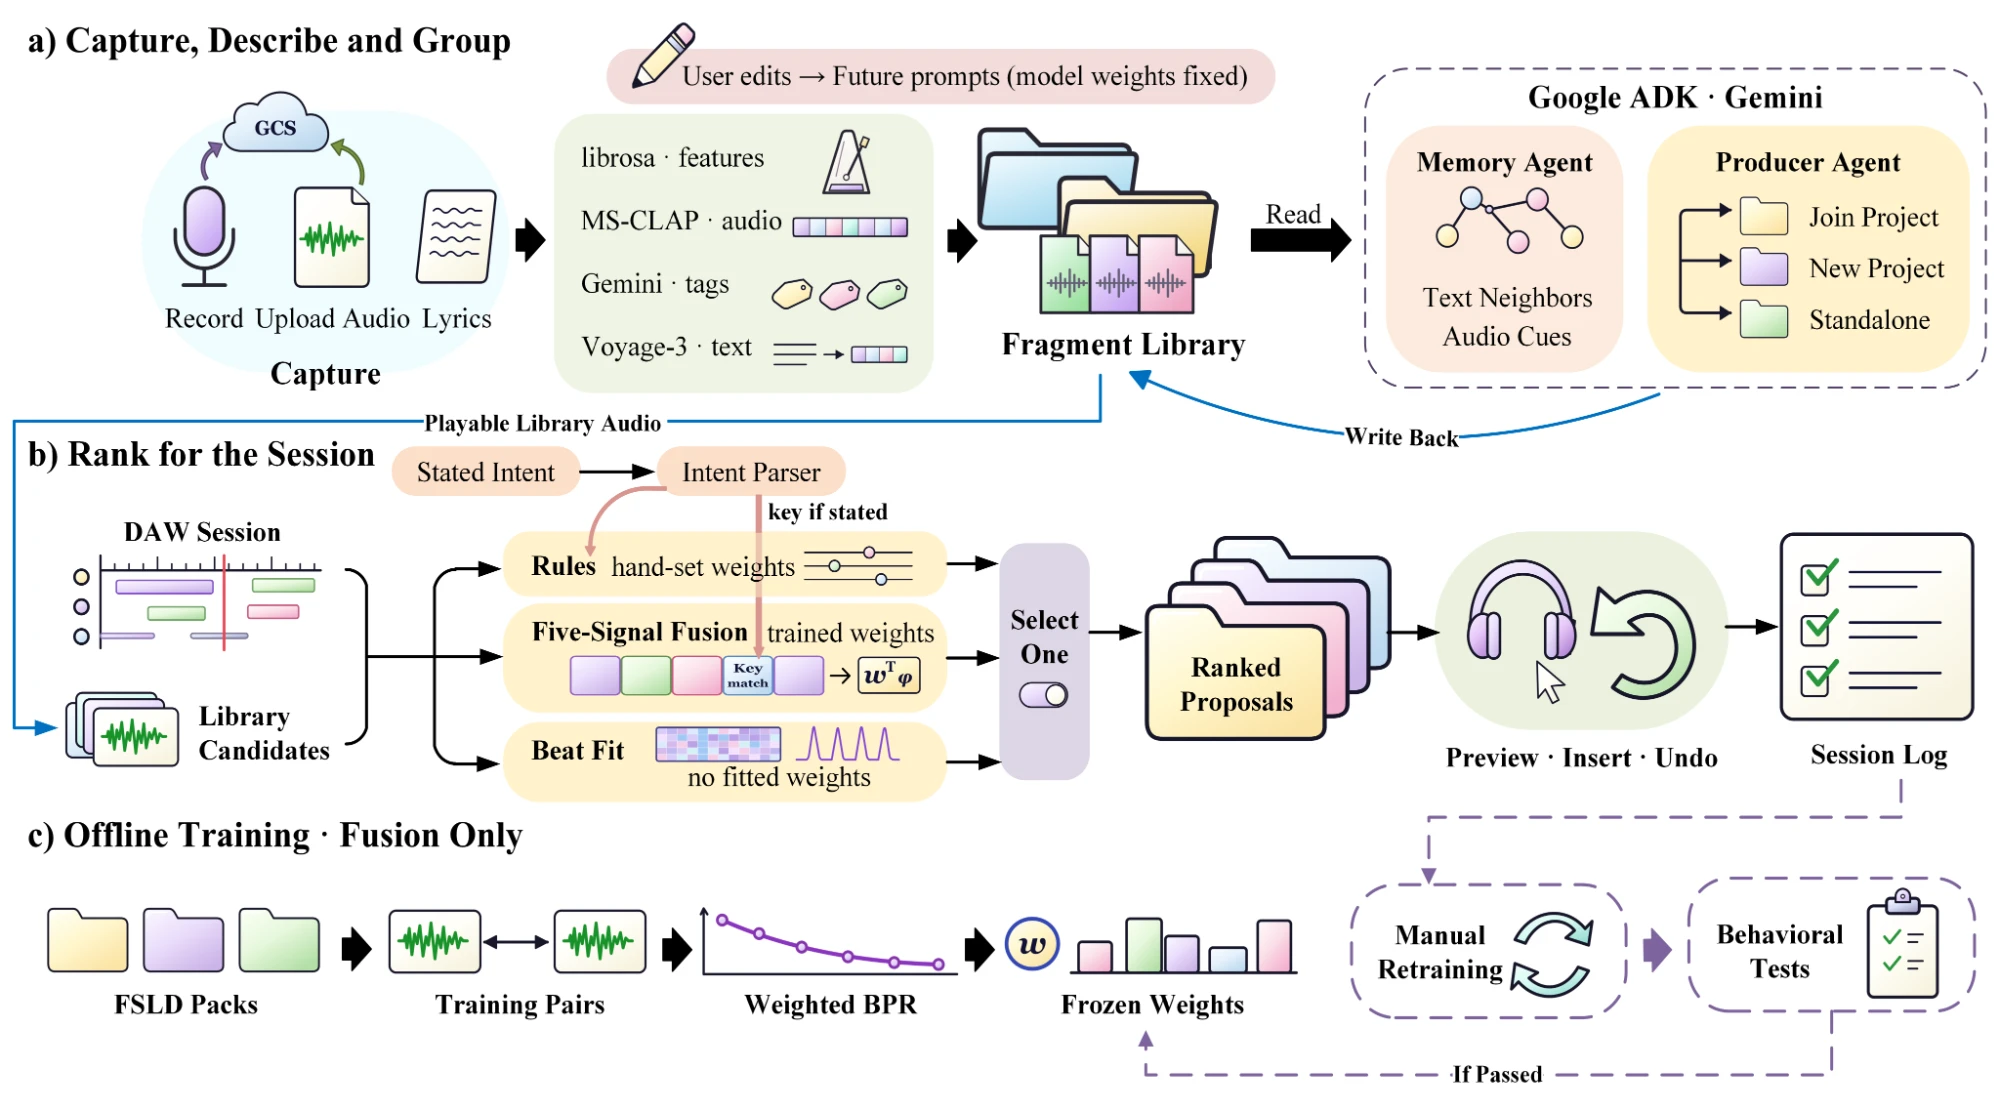 a) Capture, Describe and Group
User edits → Future prompts (model weights fixed)
GCS
Record
Upload Audio
Lyrics
Capture
librosa · features
MS-CLAP · audio
Gemini · tags
Voyage-3 · text
Fragment Library
Read
Google ADK · Gemini
Memory Agent
Text Neighbors
Audio Cues
Producer Agent
Join Project
New Project
Standalone
Write Back
Playable Library Audio
b) Rank for the Session
Stated Intent
Intent Parser
key if stated
DAW Session
Library
Candidates
Rules hand-set weights
Five-Signal Fusion trained weights
Key
match
→ wᵀφ
Beat Fit
no fitted weights
Select
One
Ranked
Proposals
Preview · Insert · Undo
Session Log
c) Offline Training · Fusion Only
FSLD Packs
Training Pairs
Weighted BPR
w
Frozen Weights
Manual
Retraining
Behavioral
Tests
If Passed